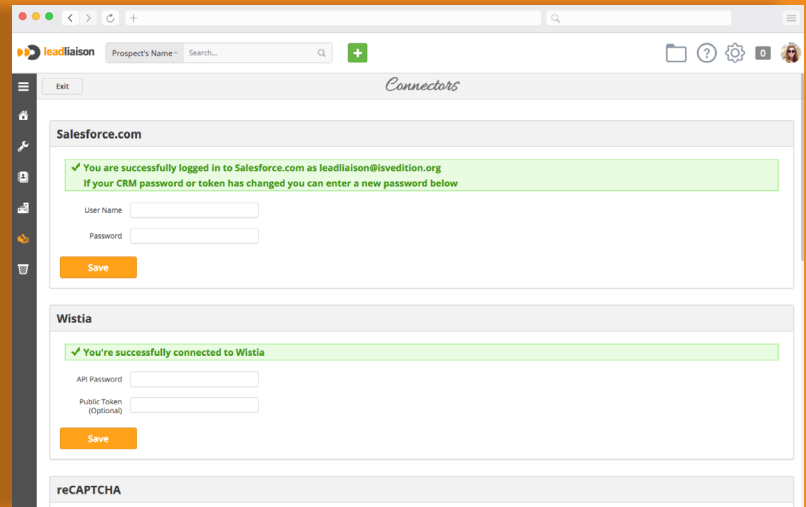 leadliaison
Prospect's Name
Search...
0
Exit
Connectors
Salesforce.com
You are successfully logged in to Salesforce.com as leadliaison@isvedition.org
If your CRM password or token has changed you can enter a new password below
User Name
Password
Save
Wistia
You're successfully connected to Wistia
API Password
Public Token
(Optional)
Save
reCAPTCHA